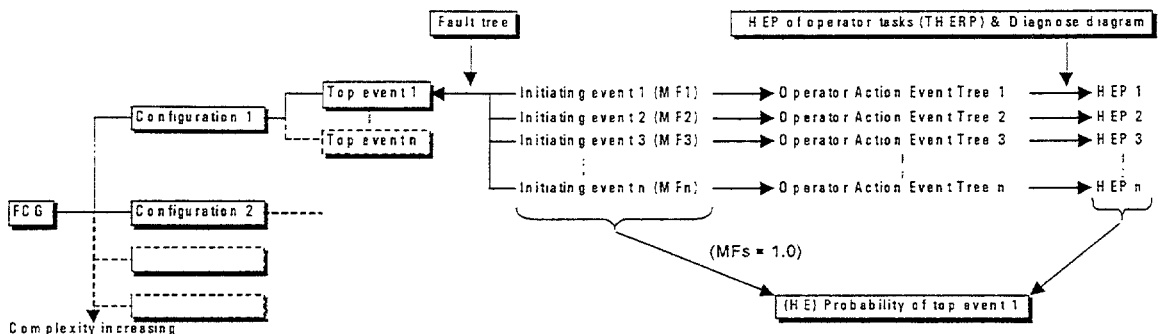 Fault tree
HEP of operator tasks (THERP) & Diagnose diagram
Top event 1
Initiating event 1 (MF1)
Operator Action Event Tree 1
HEP 1
Configuration 1
Initiating event 2 (MF2)
Operator Action Event Tree 2
HEP 2
Top event n
Initiating event 3 (MF3)
Operator Action Event Tree 3
HEP 3
Initiating event n (MFn)
Operator Action Event Tree n
HEP n
FCG
Configuration 2
(MFs = 1.0)
(HE) Probability of top event 1
Complexity increasing